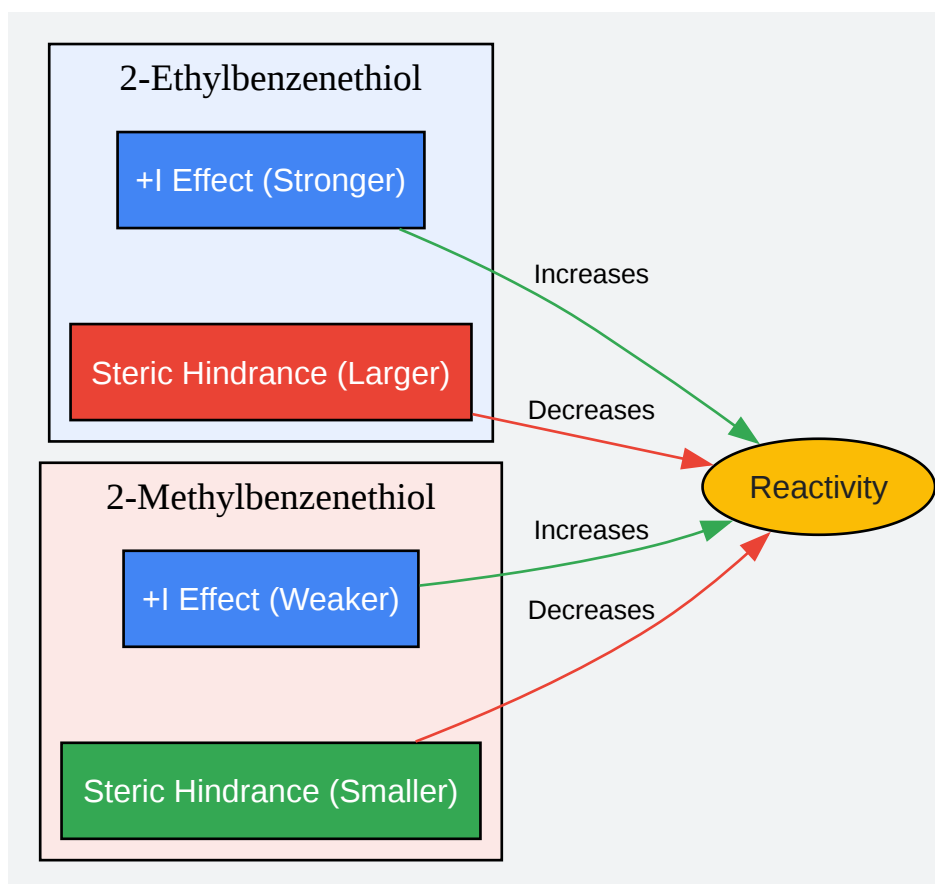 2-Ethylbenzenethiol
+I Effect (Stronger)
Increases
Steric Hindrance (Larger)
Decreases
Reactivity
2-Methylbenzenethiol
Increases
+I Effect (Weaker)
Decreases
Steric Hindrance (Smaller)